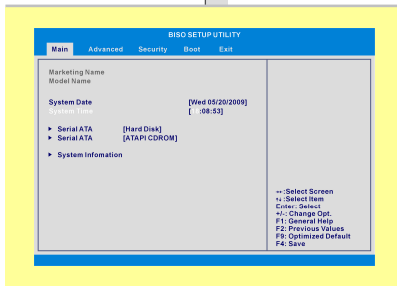 BISO SETUP UTILITY
Main Advanced Security Boot Exit
Marketing Name
Model Name
System Date [Wed 05/20/2009]
System Time [ :08:53]
Serial ATA [Hard Disk]
Serial ATA [ATAPI CDROM]
System Infomation
↔:Select Screen
↑↓:Select Item
Enter: Select
+/-: Change Opt.
F1: General Help
F2: Previous Values
F9: Optimized Default
F4: Save